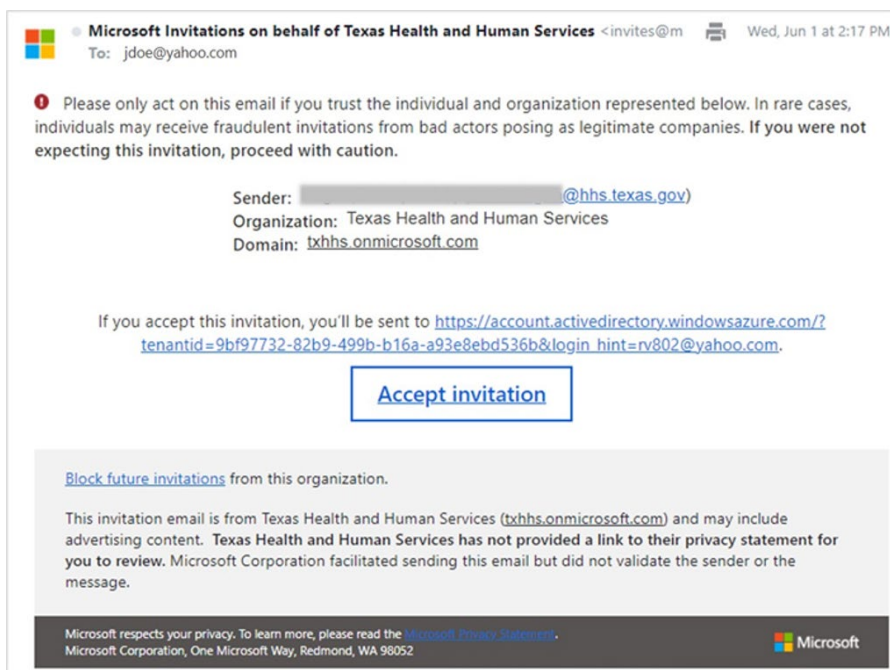 Microsoft Invitations on behalf of Texas Health and Human Services <invites@m Wed, Jun 1 at 2:17 PM
To: jdoe@yahoo.com
Please only act on this email if you trust the individual and organization represented below. In rare cases,
individuals may receive fraudulent invitations from bad actors posing as legitimate companies. If you were not
expecting this invitation, proceed with caution.
Sender: @hhs.texas.gov)
Organization: Texas Health and Human Services
Domain: txhhs.onmicrosoft.com
If you accept this invitation, you'll be sent to https://account.activedirectory.windowsazure.com/?
tenantid=9bf97732-82b9-499b-b16a-a93e8ebd536b&login_hint=rv802@yahoo.com.
Accept invitation
Block future invitations from this organization.
This invitation email is from Texas Health and Human Services (txhhs.onmicrosoft.com) and may include
advertising content. Texas Health and Human Services has not provided a link to their privacy statement for
you to review. Microsoft Corporation facilitated sending this email but did not validate the sender or the
message.
Microsoft respects your privacy. To learn more, please read the Microsoft Privacy Statement.
Microsoft Corporation, One Microsoft Way, Redmond, WA 98052
Microsoft